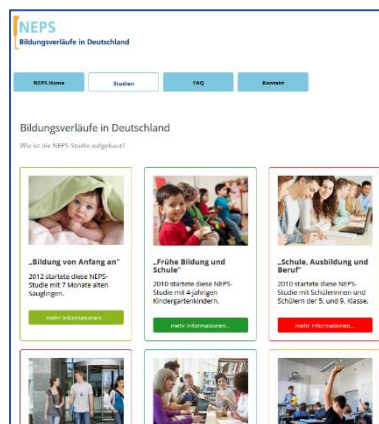 NEPS
Bildungsverläufe in Deutschland
NEPS Home
Studien
FAQ
Kontakt
Bildungsverläufe in Deutschland
Wie ist die NEPS-Studie aufgebaut?
„Bildung von Anfang an“
2012 startete diese NEPS-
Studie mit 7 Monate alten
Säuglingen.
mehr Informationen...
„Frühe Bildung und
Schule“
2010 startete diese NEPS-
Studie mit 4-jährigen
Kindergartenkindern.
mehr Informationen...
„Schule, Ausbildung und
Beruf“
2010 startete diese NEPS-
Studie mit Schülerinnen und
Schülern der 5. und 9. Klasse.
mehr Informationen...